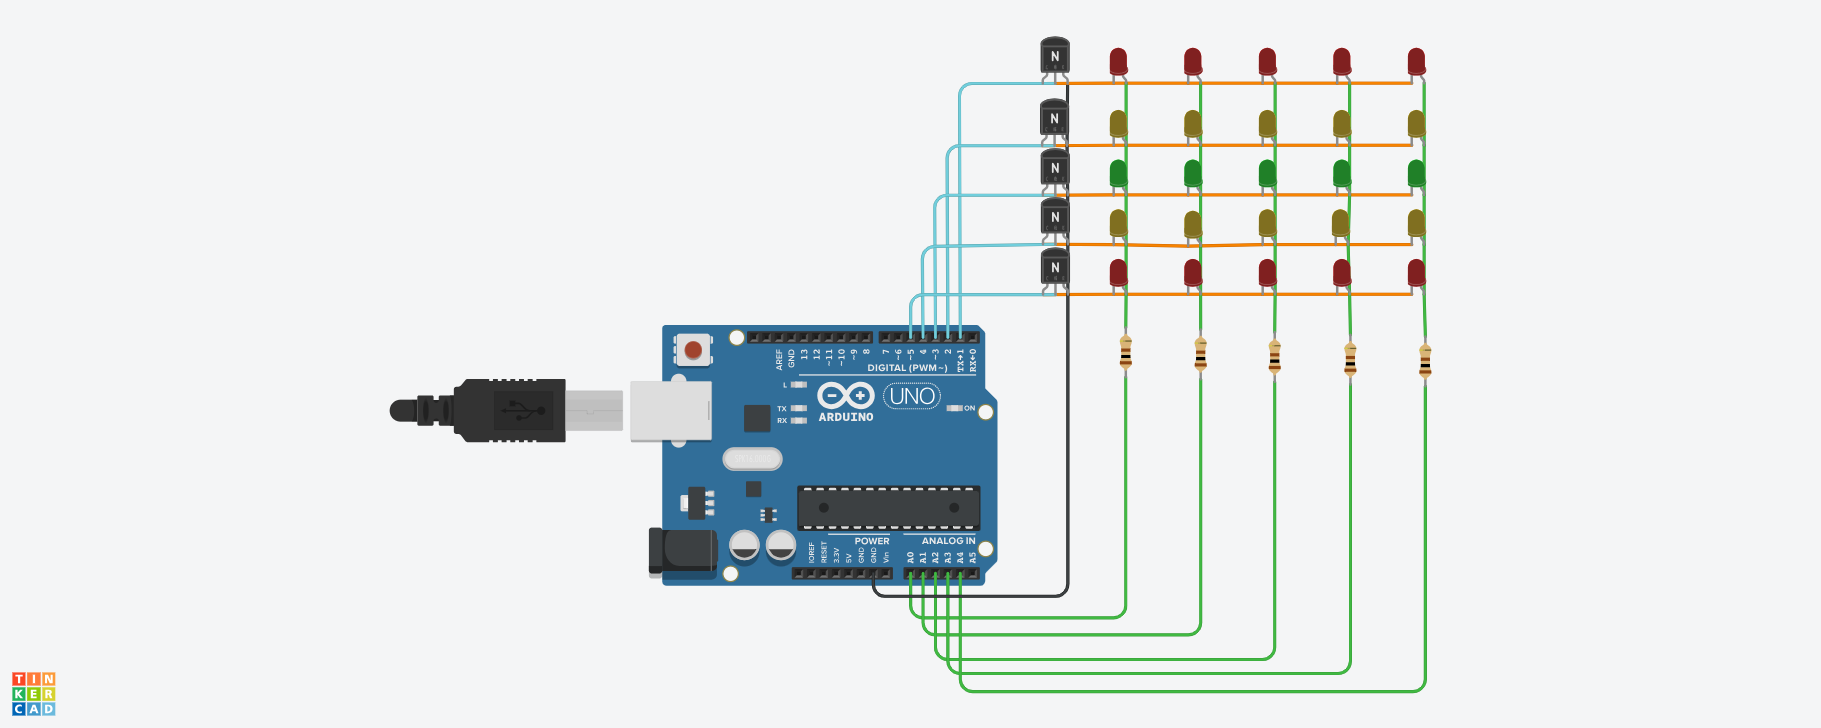 N
N
N
N
N
AREF
GND
13
12
~11
~10
~9
8
7
~6
~5
4
~3
2
TX→1
RX←0
DIGITAL (PWM~)
L
TX
RX
ARDUINO
UNO
ON
POWER
ANALOG IN
IOREF
RESET
3.3V
5V
GND
GND
Vin
A0
A1
A2
A3
A4
A5
TIN
KER
CAD